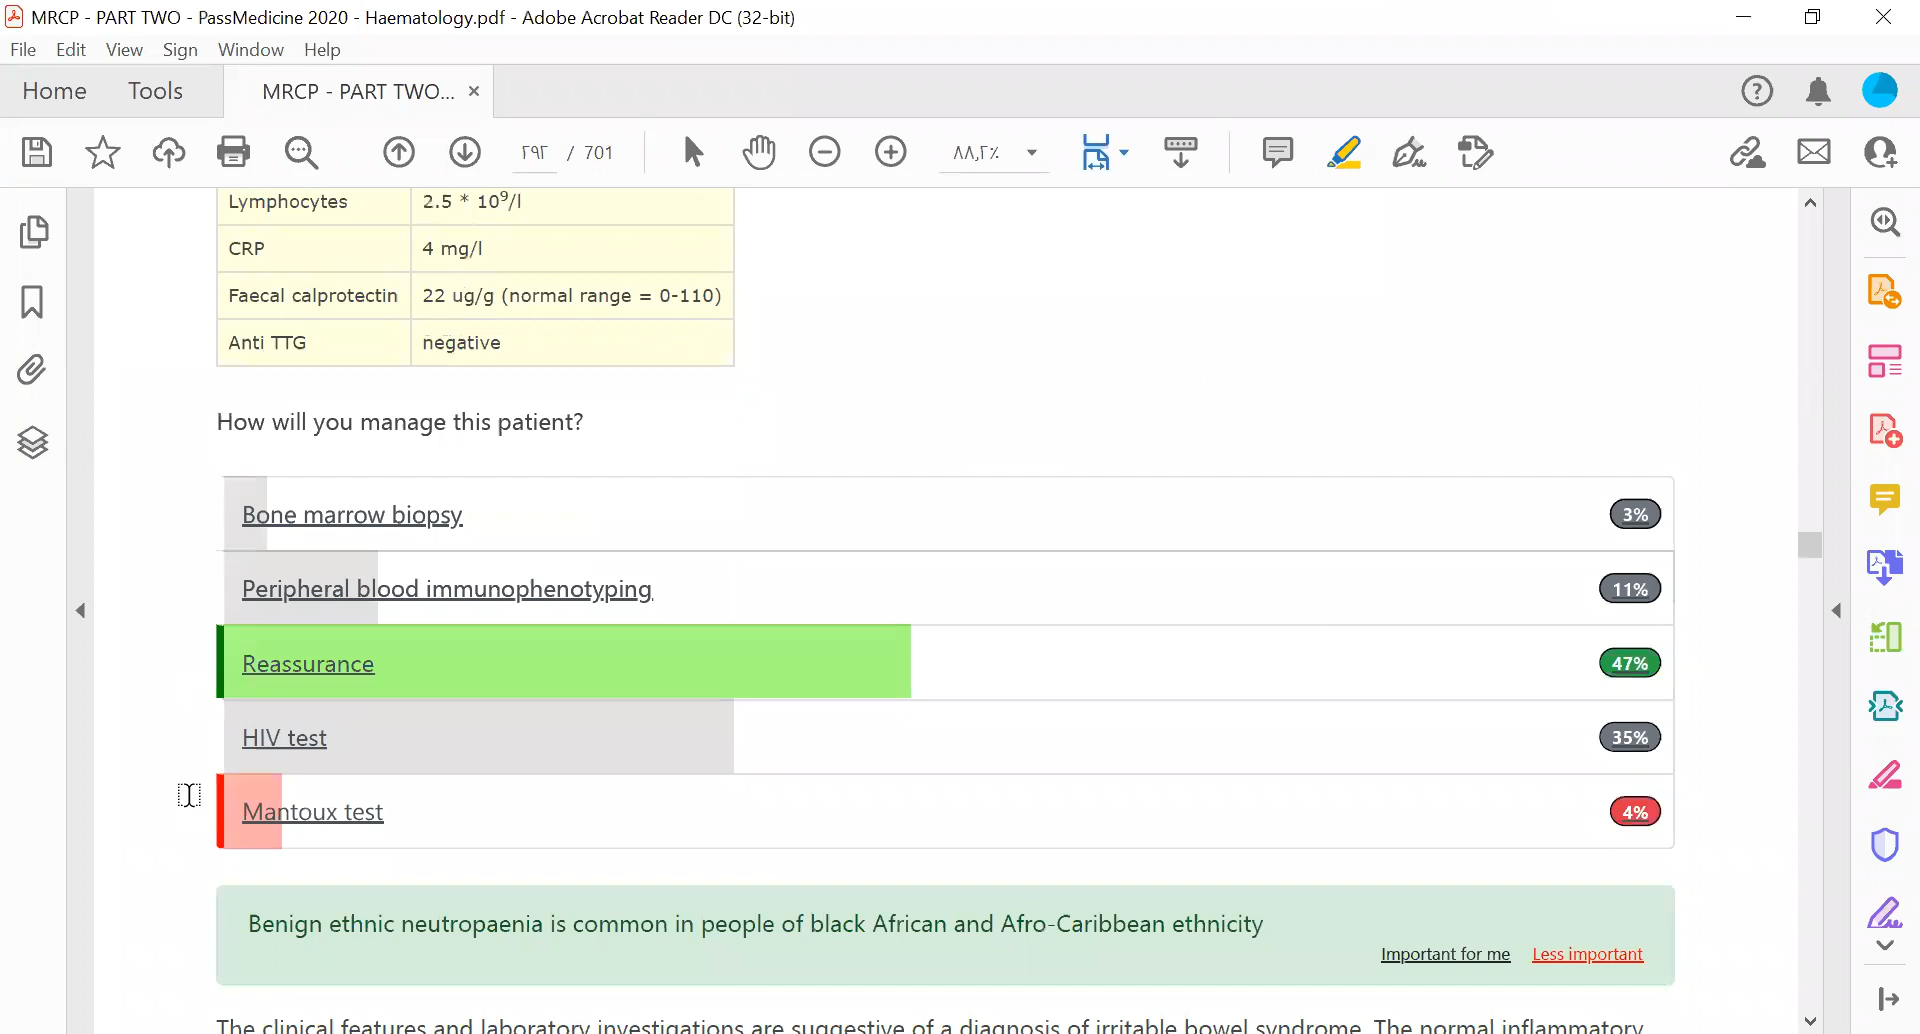 MRCP - PART TWO - PassMedicine 2020 - Haematology.pdf - Adobe Acrobat Reader DC (32-bit)
File Edit View Sign Window Help
Home Tools MRCP - PART TWO...
٢٩٢ / 701 ٨٨,٢٪
Lymphocytes 2.5 * 10⁹/l
CRP 4 mg/l
Faecal calprotectin 22 ug/g (normal range = 0-110)
Anti TTG negative
How will you manage this patient?
Bone marrow biopsy 3%
Peripheral blood immunophenotyping 11%
Reassurance 47%
HIV test 35%
Mantoux test 4%
Benign ethnic neutropaenia is common in people of black African and Afro-Caribbean ethnicity
Important for me Less important
The clinical features and laboratory investigations are suggestive of a diagnosis of irritable bowel syndrome. The normal inflammatory